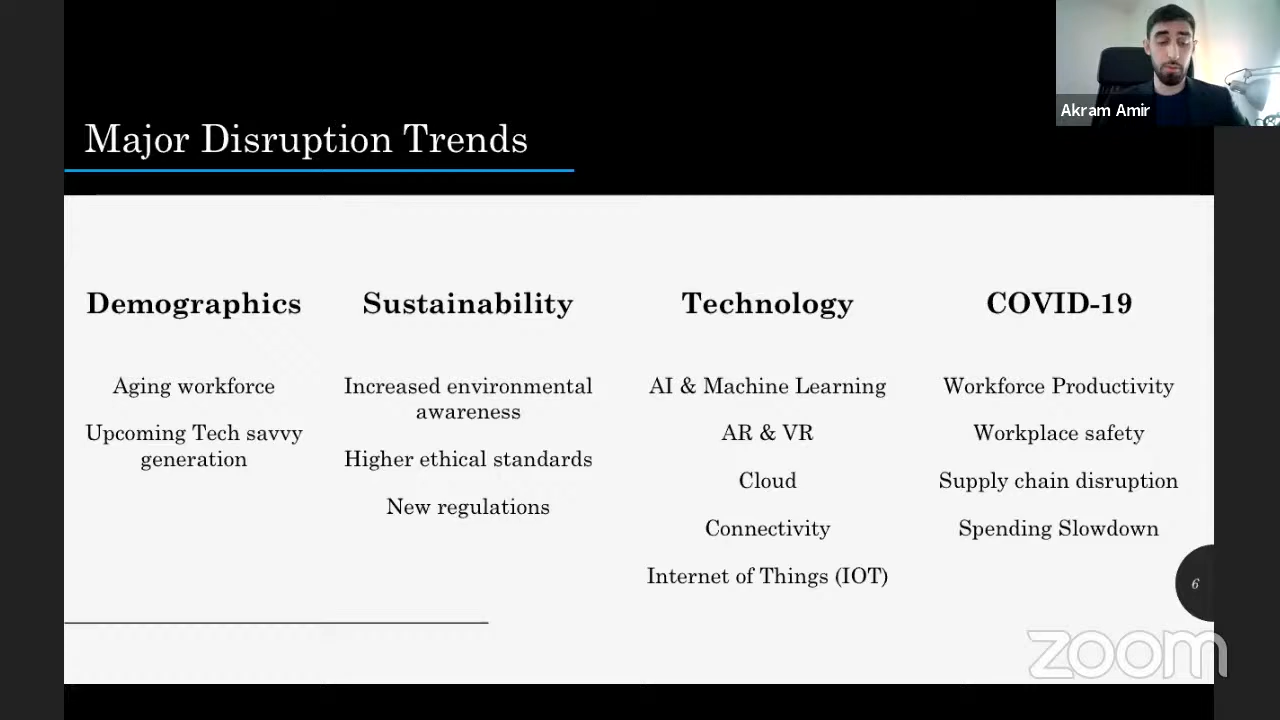 Akram Amir
Major Disruption Trends
Demographics
Aging workforce
Upcoming Tech savvy
generation
Sustainability
Increased environmental
awareness
Higher ethical standards
New regulations
Technology
AI & Machine Learning
AR & VR
Cloud
Connectivity
Internet of Things (IOT)
COVID-19
Workforce Productivity
Workplace safety
Supply chain disruption
Spending Slowdown
6
zoom